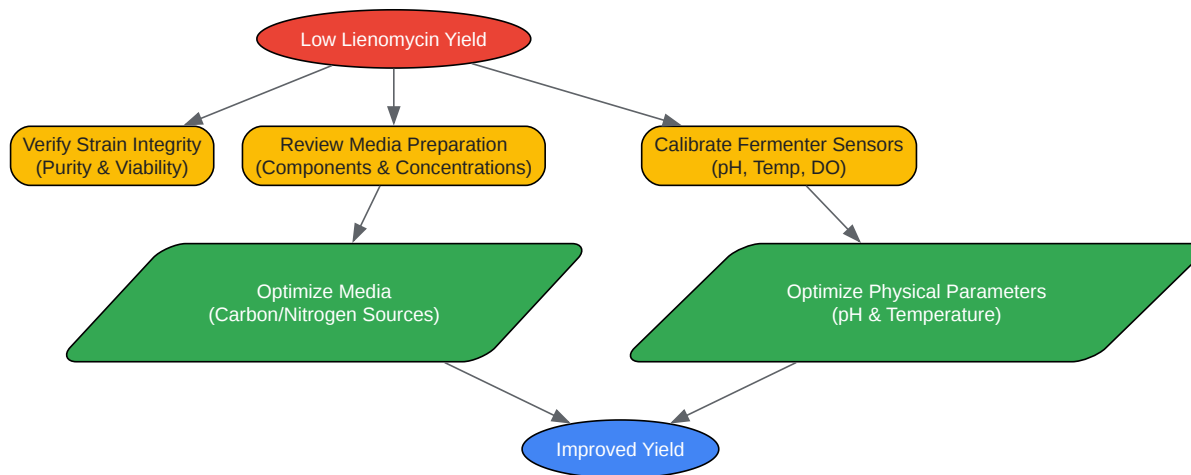 Low Lienomycin Yield
Verify Strain Integrity
(Purity & Viability)
Review Media Preparation
(Components & Concentrations)
Calibrate Fermenter Sensors
(pH, Temp, DO)
Optimize Media
(Carbon/Nitrogen Sources)
Optimize Physical Parameters
(pH & Temperature)
Improved Yield